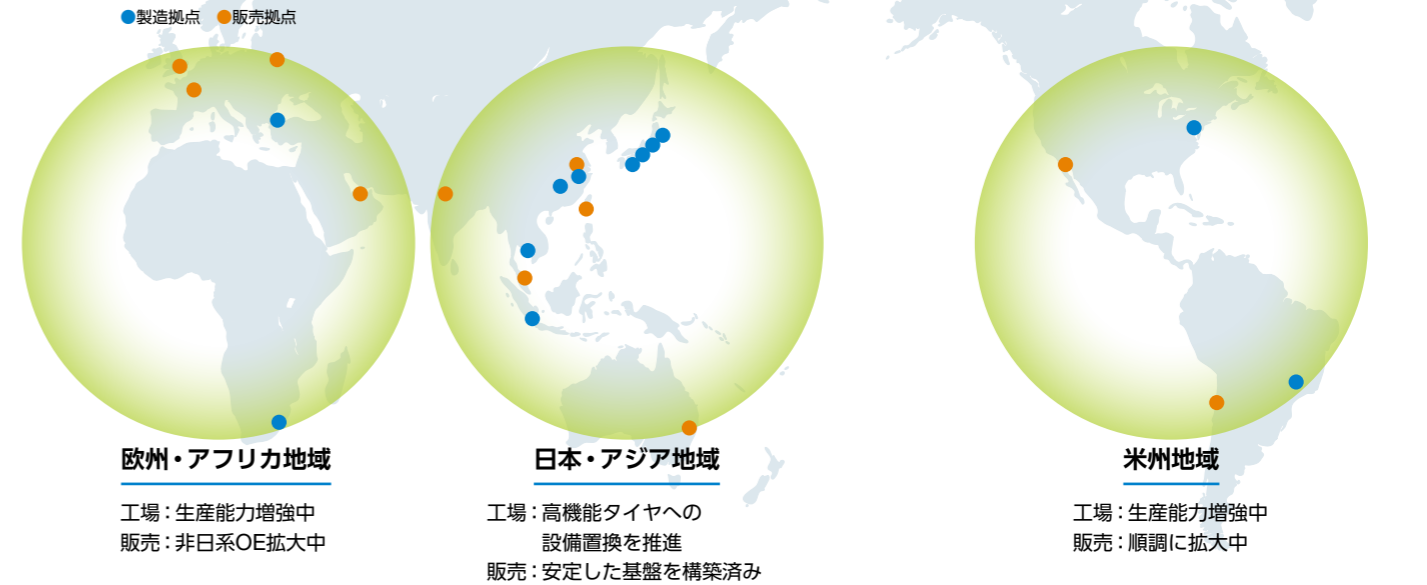 ●製造拠点 ●販売拠点
欧州・アフリカ地域
工場：生産能力増強中
販売：非日系OE拡大中
日本・アジア地域
工場：高機能タイヤへの
設備置換を推進
販売：安定した基盤を構築済み
米州地域
工場：生産能力増強中
販売：順調に拡大中